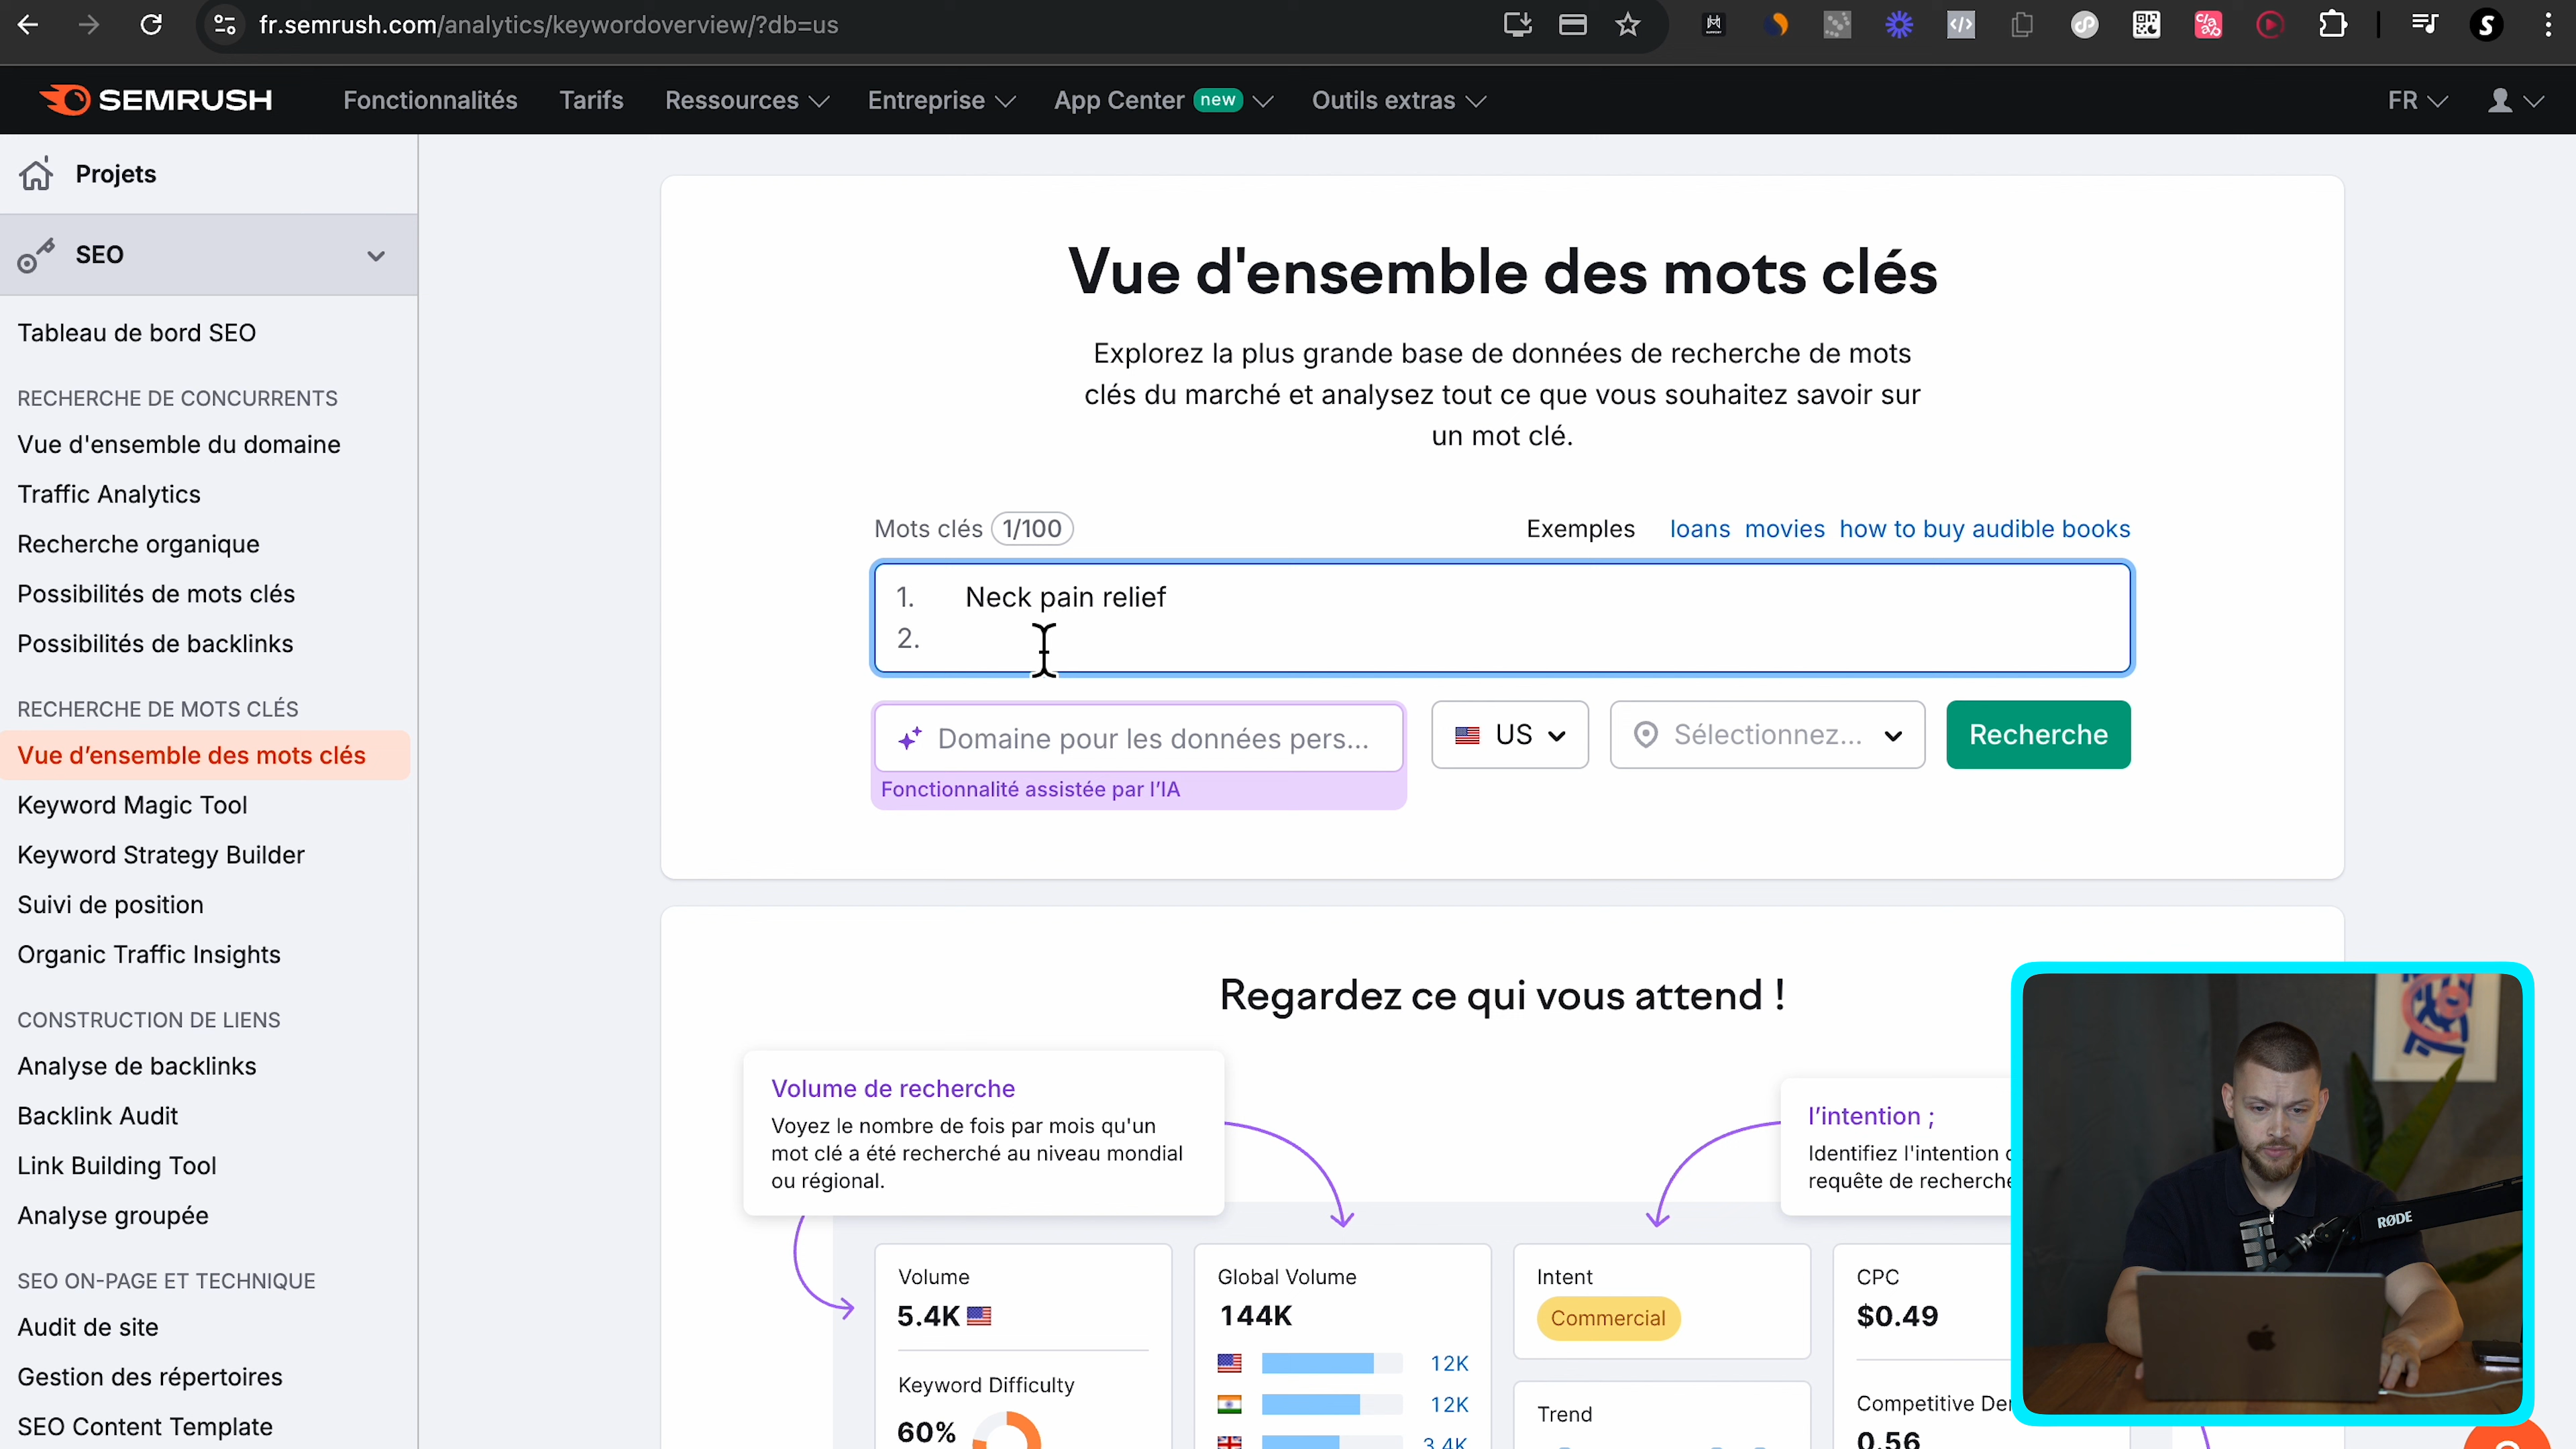 fr.semrush.com/analytics/keywordoverview/?db=us
SEMRUSH
Fonctionnalités
Tarifs
Ressources
Entreprise
App Center new
Outils extras
FR
Projets
SEO
Tableau de bord SEO
RECHERCHE DE CONCURRENTS
Vue d'ensemble du domaine
Traffic Analytics
Recherche organique
Possibilités de mots clés
Possibilités de backlinks
RECHERCHE DE MOTS CLÉS
Vue d’ensemble des mots clés
Keyword Magic Tool
Keyword Strategy Builder
Suivi de position
Organic Traffic Insights
CONSTRUCTION DE LIENS
Analyse de backlinks
Backlink Audit
Link Building Tool
Analyse groupée
SEO ON-PAGE ET TECHNIQUE
Audit de site
Gestion des répertoires
SEO Content Template
Vue d'ensemble des mots clés
Explorez la plus grande base de données de recherche de mots
clés du marché et analysez tout ce que vous souhaitez savoir sur
un mot clé.
Mots clés 1/100
Exemples loans movies how to buy audible books
1. Neck pain relief
2.
Domaine pour les données pers...
US
Sélectionnez...
Recherche
Fonctionnalité assistée par l’IA
Regardez ce qui vous attend !
Volume de recherche
Voyez le nombre de fois par mois qu'un
mot clé a été recherché au niveau mondial
ou régional.
l’intention ;
Identifiez l'intention
requête de recherche
Volume
5.4K
Keyword Difficulty
60%
Global Volume
144K
12K
12K
3.4K
Intent
Commercial
Trend
CPC
$0.49
Competitive
0.56
RØDE